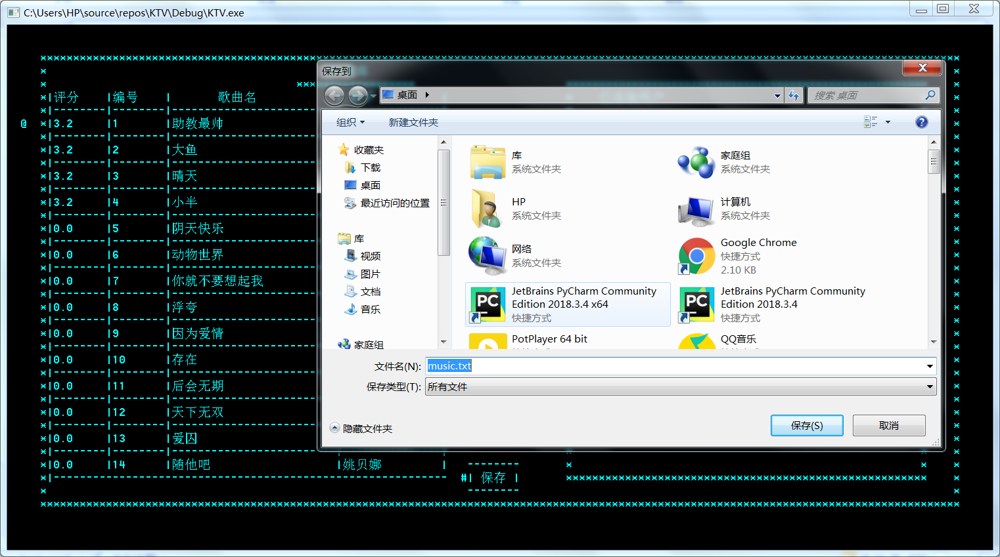 C:\Users\HP\source\repos\KTV\Debug\KTV.exe
保存到
桌面
搜索 桌面
组织
新建文件夹
收藏夹
下载
桌面
最近访问的位置
库
视频
图片
文档
音乐
家庭组
库
系统文件夹
家庭组
系统文件夹
HP
系统文件夹
计算机
系统文件夹
网络
系统文件夹
Google Chrome
快捷方式
2.10 KB
JetBrains PyCharm Community
Edition 2018.3.4 x64
快捷方式
JetBrains PyCharm Community
Edition 2018.3.4
快捷方式
PotPlayer 64 bit
QQ音乐
文件名(N): music.txt
保存类型(T): 所有文件
隐藏文件夹
保存(S)
取消
评分 编号 歌曲名
@ 3.2 1 助教最帅
3.2 2 大鱼
3.2 3 晴天
3.2 4 小半
0.0 5 阴天快乐
0.0 6 动物世界
0.0 7 你就不要想起我
0.0 8 浮夸
0.0 9 因为爱情
0.0 10 存在
0.0 11 后会无期
0.0 12 天下无双
0.0 13 爱囚
0.0 14 随他吧 姚贝娜
#| 保存 |